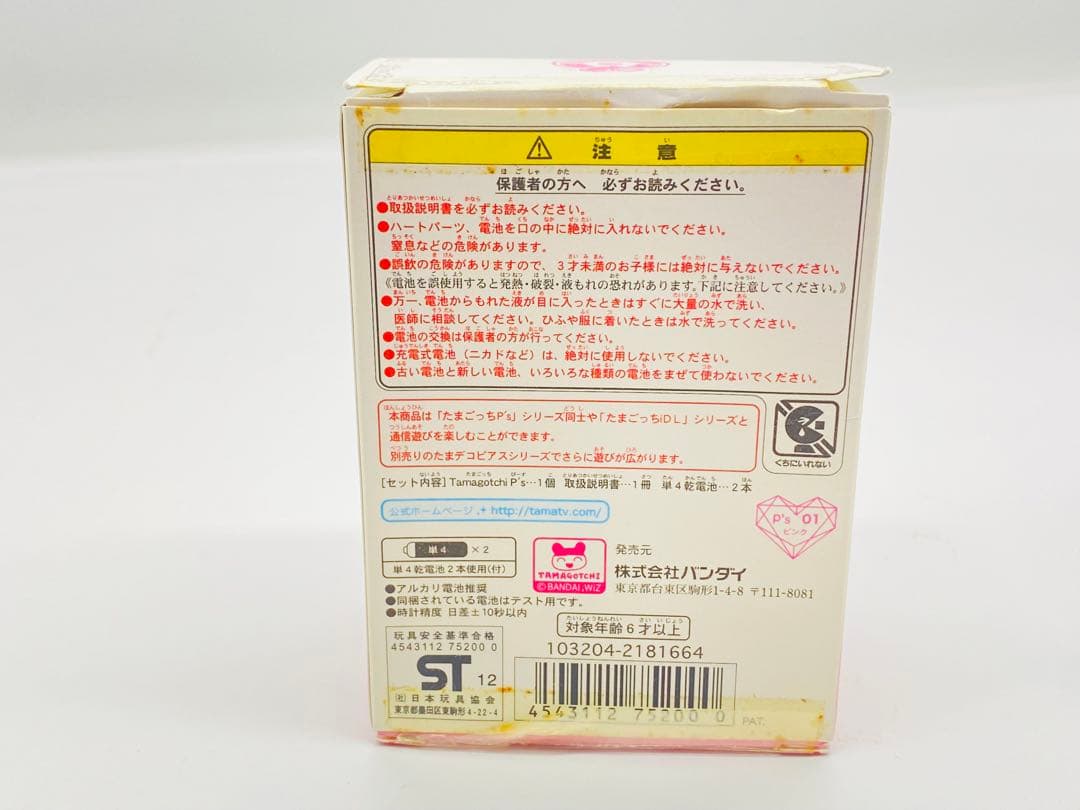 ⚠ 注意
保護者の方へ 必ずお読みください。
●取扱説明書を必ずお読みください。
●ハートパーツ、電池を口の中に絶対に入れないでください。
窒息などの危険があります。
●誤飲の危険がありますので、3才未満のお子様には絶対に与えないでください。
《電池を誤使用すると発熱・破裂・液もれの恐れがあります。下記に注意してください。》
●万一、電池からもれた液が目に入ったときはすぐに大量の水で洗い、
医師に相談してください。ひふや服に着いたときは水で洗ってください。
●電池の交換は保護者の方が行ってください。
●充電式電池(ニカドなど)は、絶対に使用しないでください。
●古い電池と新しい電池、いろいろな種類の電池をまぜて使わないでください。
本商品は「たまごっちP's」シリーズ同士や「たまごっちiDL」シリーズと
通信遊びを楽しむことができます。
別売りのたまデコピアスシリーズでさらに遊びが広がります。
くちにいれない
[セット内容] Tamagotchi P's…1個 取扱説明書…1冊 単4乾電池…2本
公式ホームページ http://tamatv.com/
P's 01
ピンク
単4 ×2
単4乾電池2本使用(付)
●アルカリ電池推奨
●同梱されている電池はテスト用です。
●時計精度 日差±10秒以内
TAMAGOTCHI
©BANDAI,WiZ
発売元
株式会社バンダイ
東京都台東区駒形1-4-8 〒111-8081
対象年齢6才以上
103204-2181664
玩具安全基準合格
4543112 75200 0
ST 12
(社)日本玩具協会
東京都墨田区東駒形4-22-4
4543112 75200 0
PAT.